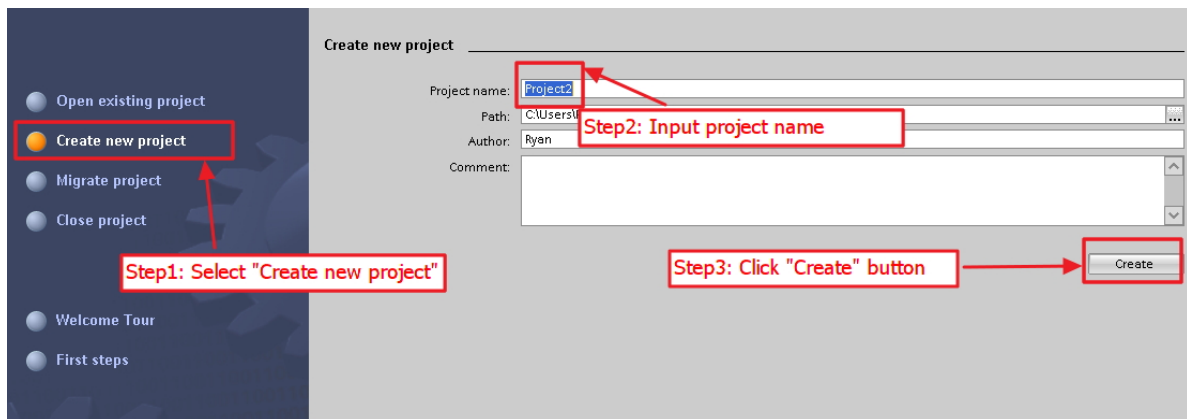 Create new project
Open existing project
Create new project
Migrate project
Close project
Welcome Tour
First steps
Project name: Project2
Path: C:\Users\
...
Author: Ryan
Comment:
Step2: Input project name
Step1: Select "Create new project"
Step3: Click "Create" button
Create